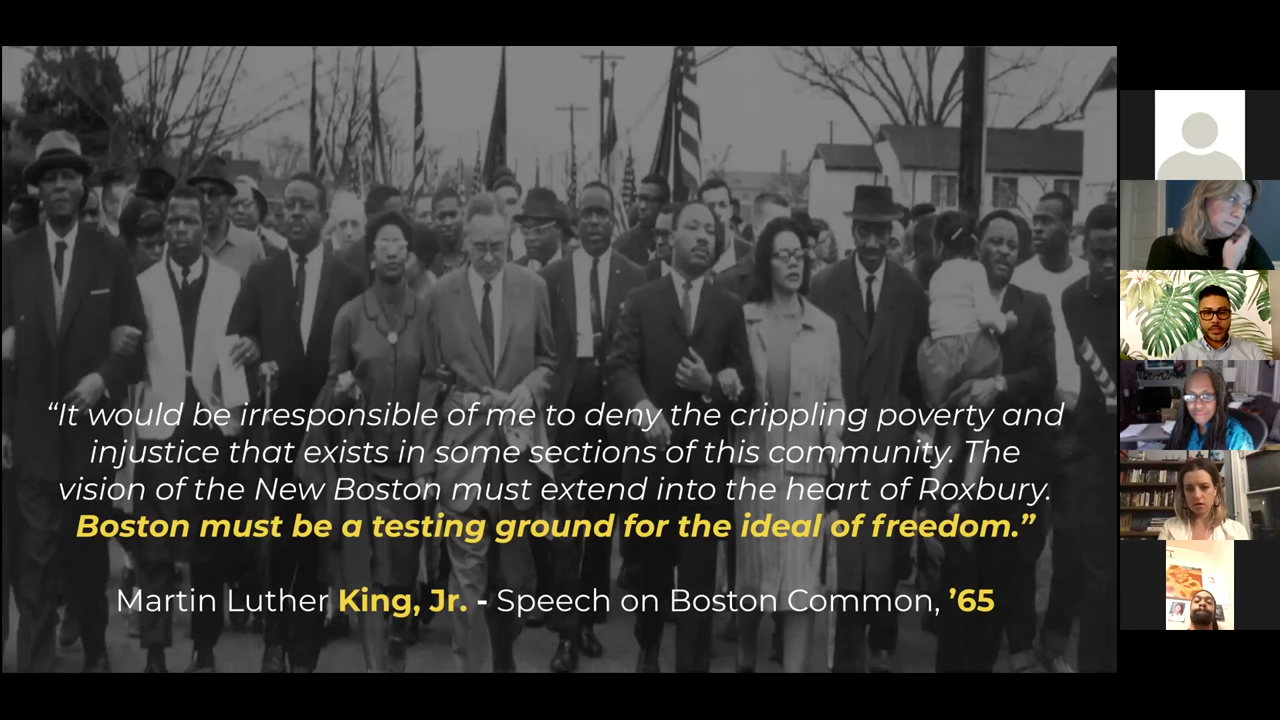 “It would be irresponsible of me to deny the crippling poverty and
injustice that exists in some sections of this community. The
vision of the New Boston must extend into the heart of Roxbury.
Boston must be a testing ground for the ideal of freedom.”
Martin Luther King, Jr. - Speech on Boston Common, ’65